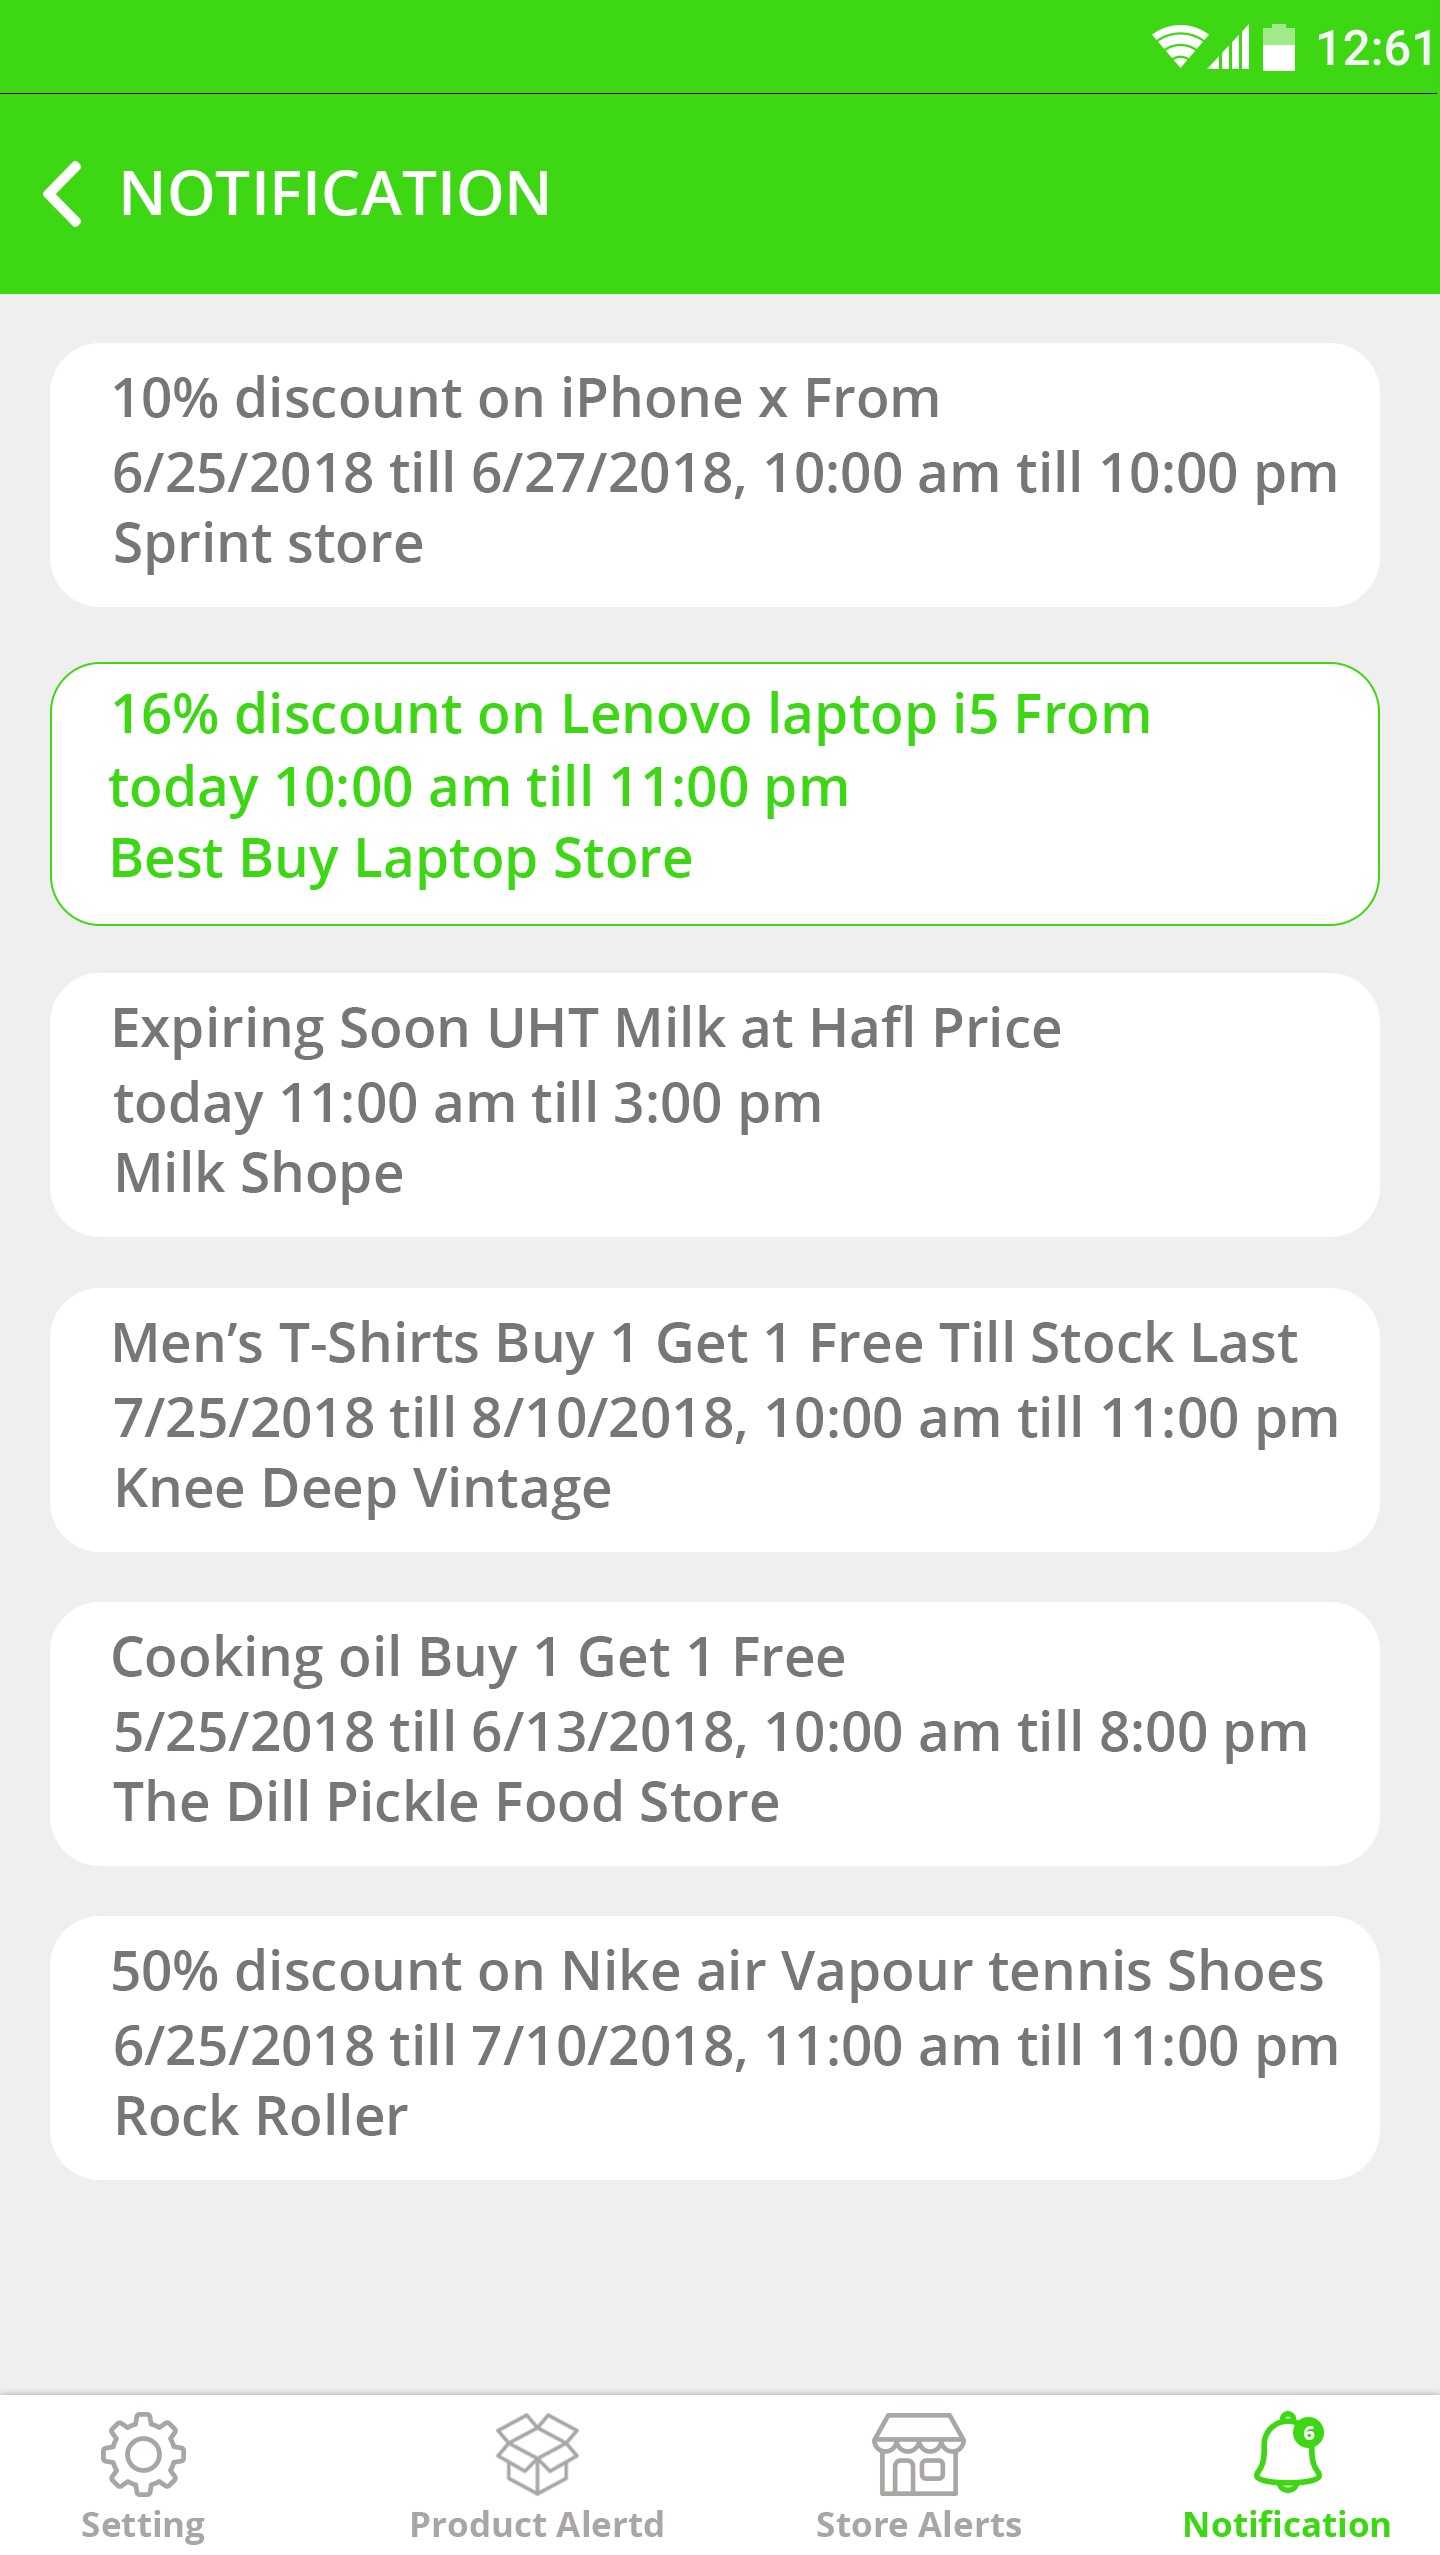 12:61
NOTIFICATION
10% discount on iPhone x From
6/25/2018 till 6/27/2018, 10:00 am till 10:00 pm
Sprint store
16% discount on Lenovo laptop i5 From
today 10:00 am till 11:00 pm
Best Buy Laptop Store
Expiring Soon UHT Milk at Hafl Price
today 11:00 am till 3:00 pm
Milk Shope
Men’s T-Shirts Buy 1 Get 1 Free Till Stock Last
7/25/2018 till 8/10/2018, 10:00 am till 11:00 pm
Knee Deep Vintage
Cooking oil Buy 1 Get 1 Free
5/25/2018 till 6/13/2018, 10:00 am till 8:00 pm
The Dill Pickle Food Store
50% discount on Nike air Vapour tennis Shoes
6/25/2018 till 7/10/2018, 11:00 am till 11:00 pm
Rock Roller
6
Setting
Product Alertd
Store Alerts
Notification